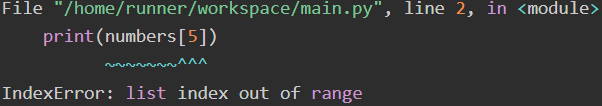 File "/home/runner/workspace/main.py", line 2, in <module>
    print(numbers[5])
          ~~~~~~~^^^
IndexError: list index out of range